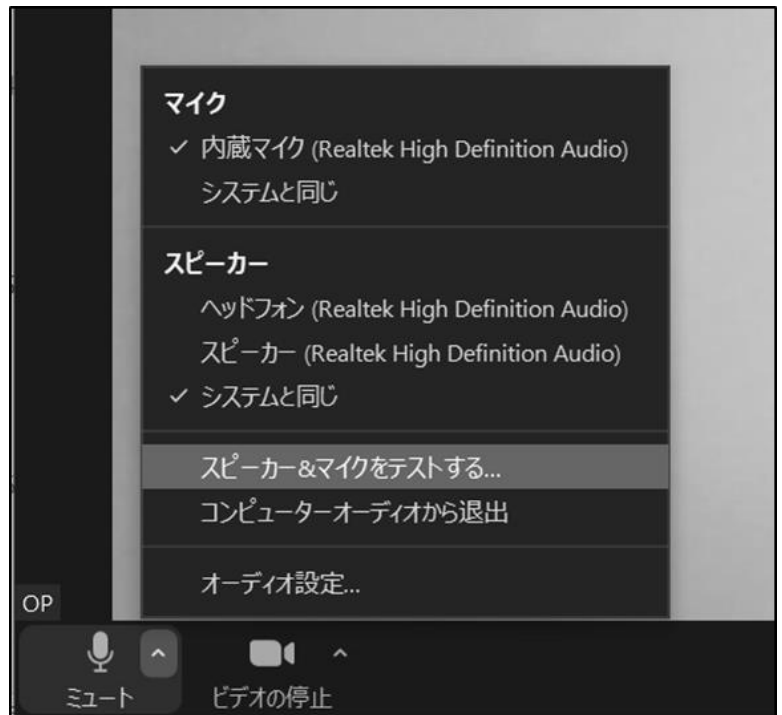 マイク
内蔵マイク (Realtek High Definition Audio)
システムと同じ
スピーカー
ヘッドフォン (Realtek High Definition Audio)
スピーカー (Realtek High Definition Audio)
システムと同じ
スピーカー&マイクをテストする...
コンピューターオーディオから退出
オーディオ設定...
OP
ミュート ビデオの停止